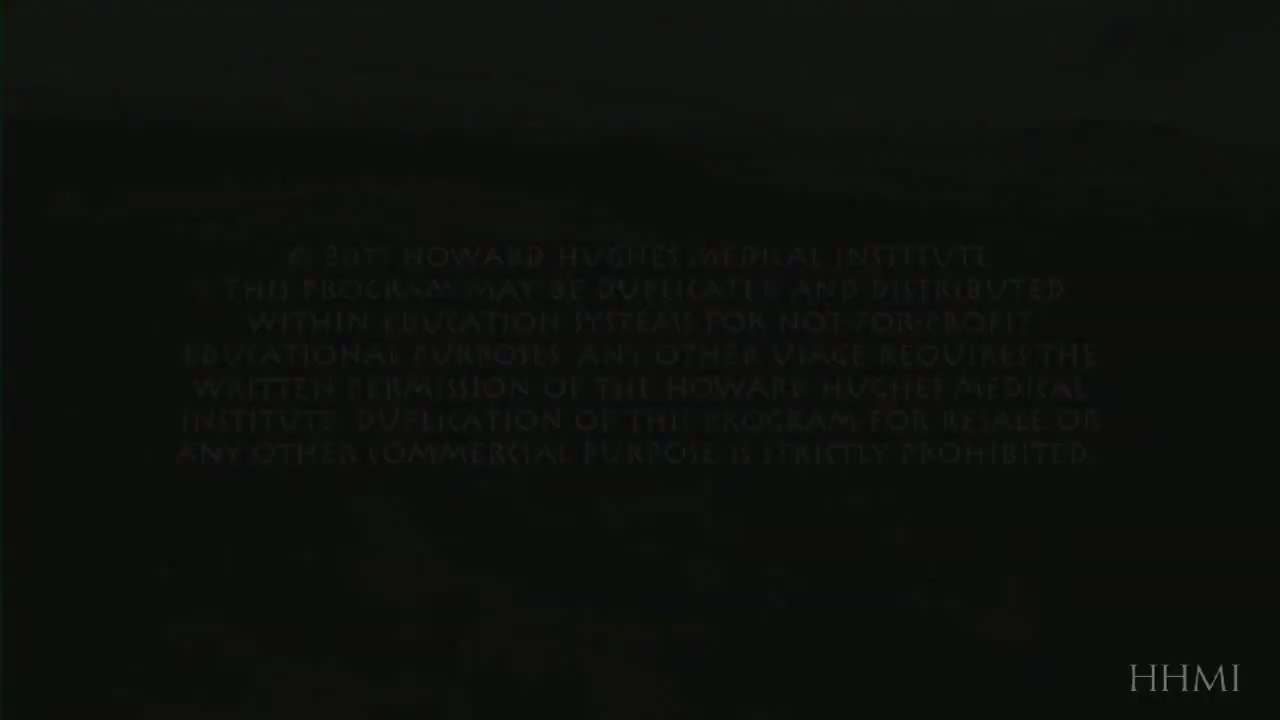 © 2011 HOWARD HUGHES MEDICAL INSTITUTE
THIS PROGRAM MAY BE DUPLICATED AND DISTRIBUTED
WITHIN EDUCATION SYSTEMS FOR NOT-FOR-PROFIT
EDUCATIONAL PURPOSES. ANY OTHER USAGE REQUIRES THE
WRITTEN PERMISSION OF THE HOWARD HUGHES MEDICAL
INSTITUTE. DUPLICATION OF THIS PROGRAM FOR RESALE OR
ANY OTHER COMMERCIAL PURPOSE IS STRICTLY PROHIBITED.
HHMI